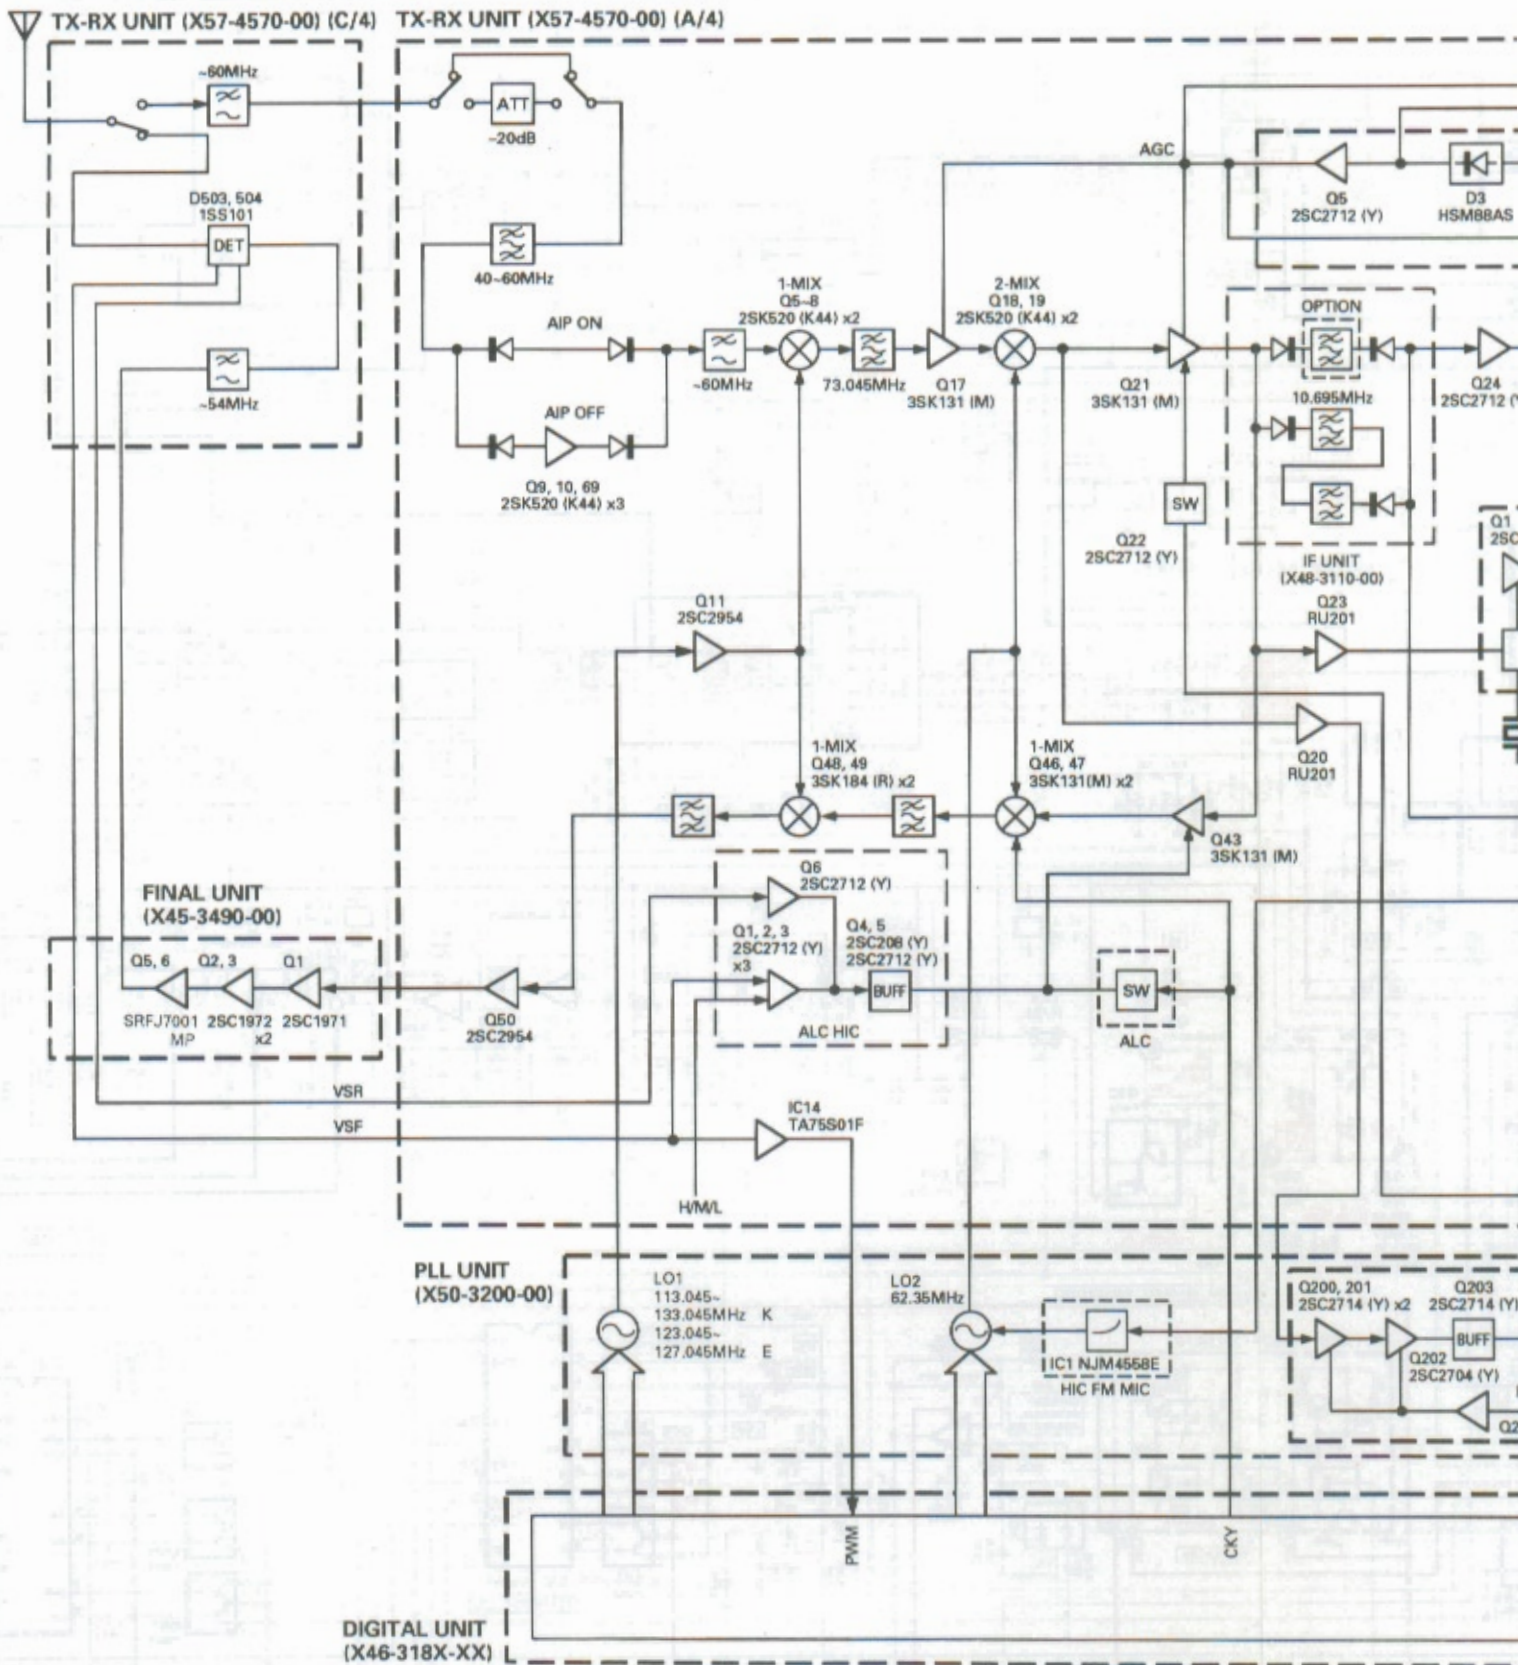 TX-RX UNIT (X57-4570-00) (C/4)
TX-RX UNIT (X57-4570-00) (A/4)
~60MHz
ATT
~20dB
AGC
Q5
2SC2712 (Y)
D3
HSM88AS
D503, 504
1SS101
DET
40~60MHz
~54MHz
AIP ON
AIP OFF
Q9, 10, 69
2SK520 (K44) x3
~60MHz
1-MIX
Q5~8
2SK520 (K44) x2
73.045MHz
Q17
3SK131 (M)
2-MIX
Q18, 19
2SK520 (K44) x2
Q21
3SK131 (M)
OPTION
10.695MHz
Q24
2SC2712 (Y
SW
Q22
2SC2712 (Y)
IF UNIT
(X48-3110-00)
Q23
RU201
Q1
2SC
Q11
2SC2954
Q20
RU201
1-MIX
Q48, 49
3SK184 (R) x2
1-MIX
Q46, 47
3SK131(M) x2
Q43
3SK131 (M)
FINAL UNIT
(X45-3490-00)
Q5, 6
Q2, 3
Q1
SRFJ7001
MP
2SC1972
x2
2SC1971
Q50
2SC2954
Q6
2SC2712 (Y)
Q1, 2, 3
2SC2712 (Y)
x3
Q4, 5
2SC208 (Y)
2SC2712 (Y)
BUFF
ALC HIC
SW
ALC
VSR
VSF
IC14
TA75S01F
H/M/L
PLL UNIT
(X50-3200-00)
LO1
113.045~
133.045MHz K
123.045~
127.045MHz E
LO2
62.35MHz
IC1 NJM4558E
HIC FM MIC
Q200, 201
2SC2714 (Y) x2
Q203
2SC2714 (Y)
BUFF
Q202
2SC2704 (Y)
Q2
PWM
CKY
DIGITAL UNIT
(X46-318X-XX)